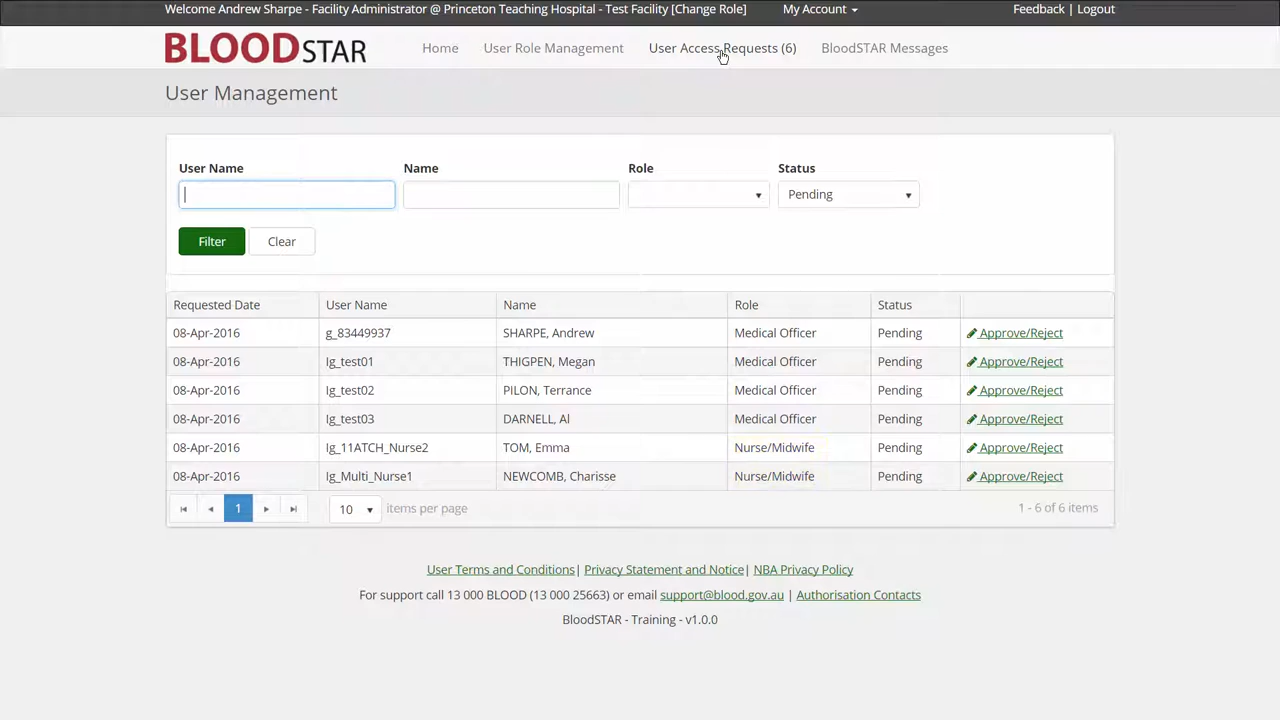 Welcome Andrew Sharpe - Facility Administrator @ Princeton Teaching Hospital - Test Facility [Change Role] My Account Feedback | Logout
BLOODSTAR Home User Role Management User Access Requests (6) BloodSTAR Messages
User Management
User Name Name Role Status
Pending
Filter Clear
Requested Date User Name Name Role Status
08-Apr-2016 g_83449937 SHARPE, Andrew Medical Officer Pending Approve/Reject
08-Apr-2016 Ig_test01 THIGPEN, Megan Medical Officer Pending Approve/Reject
08-Apr-2016 Ig_test02 PILON, Terrance Medical Officer Pending Approve/Reject
08-Apr-2016 Ig_test03 DARNELL, Al Medical Officer Pending Approve/Reject
08-Apr-2016 Ig_11ATCH_Nurse2 TOM, Emma Nurse/Midwife Pending Approve/Reject
08-Apr-2016 Ig_Multi_Nurse1 NEWCOMB, Charisse Nurse/Midwife Pending Approve/Reject
1 10 items per page 1 - 6 of 6 items
User Terms and Conditions| Privacy Statement and Notice| NBA Privacy Policy
For support call 13 000 BLOOD (13 000 25663) or email support@blood.gov.au | Authorisation Contacts
BloodSTAR - Training - v1.0.0